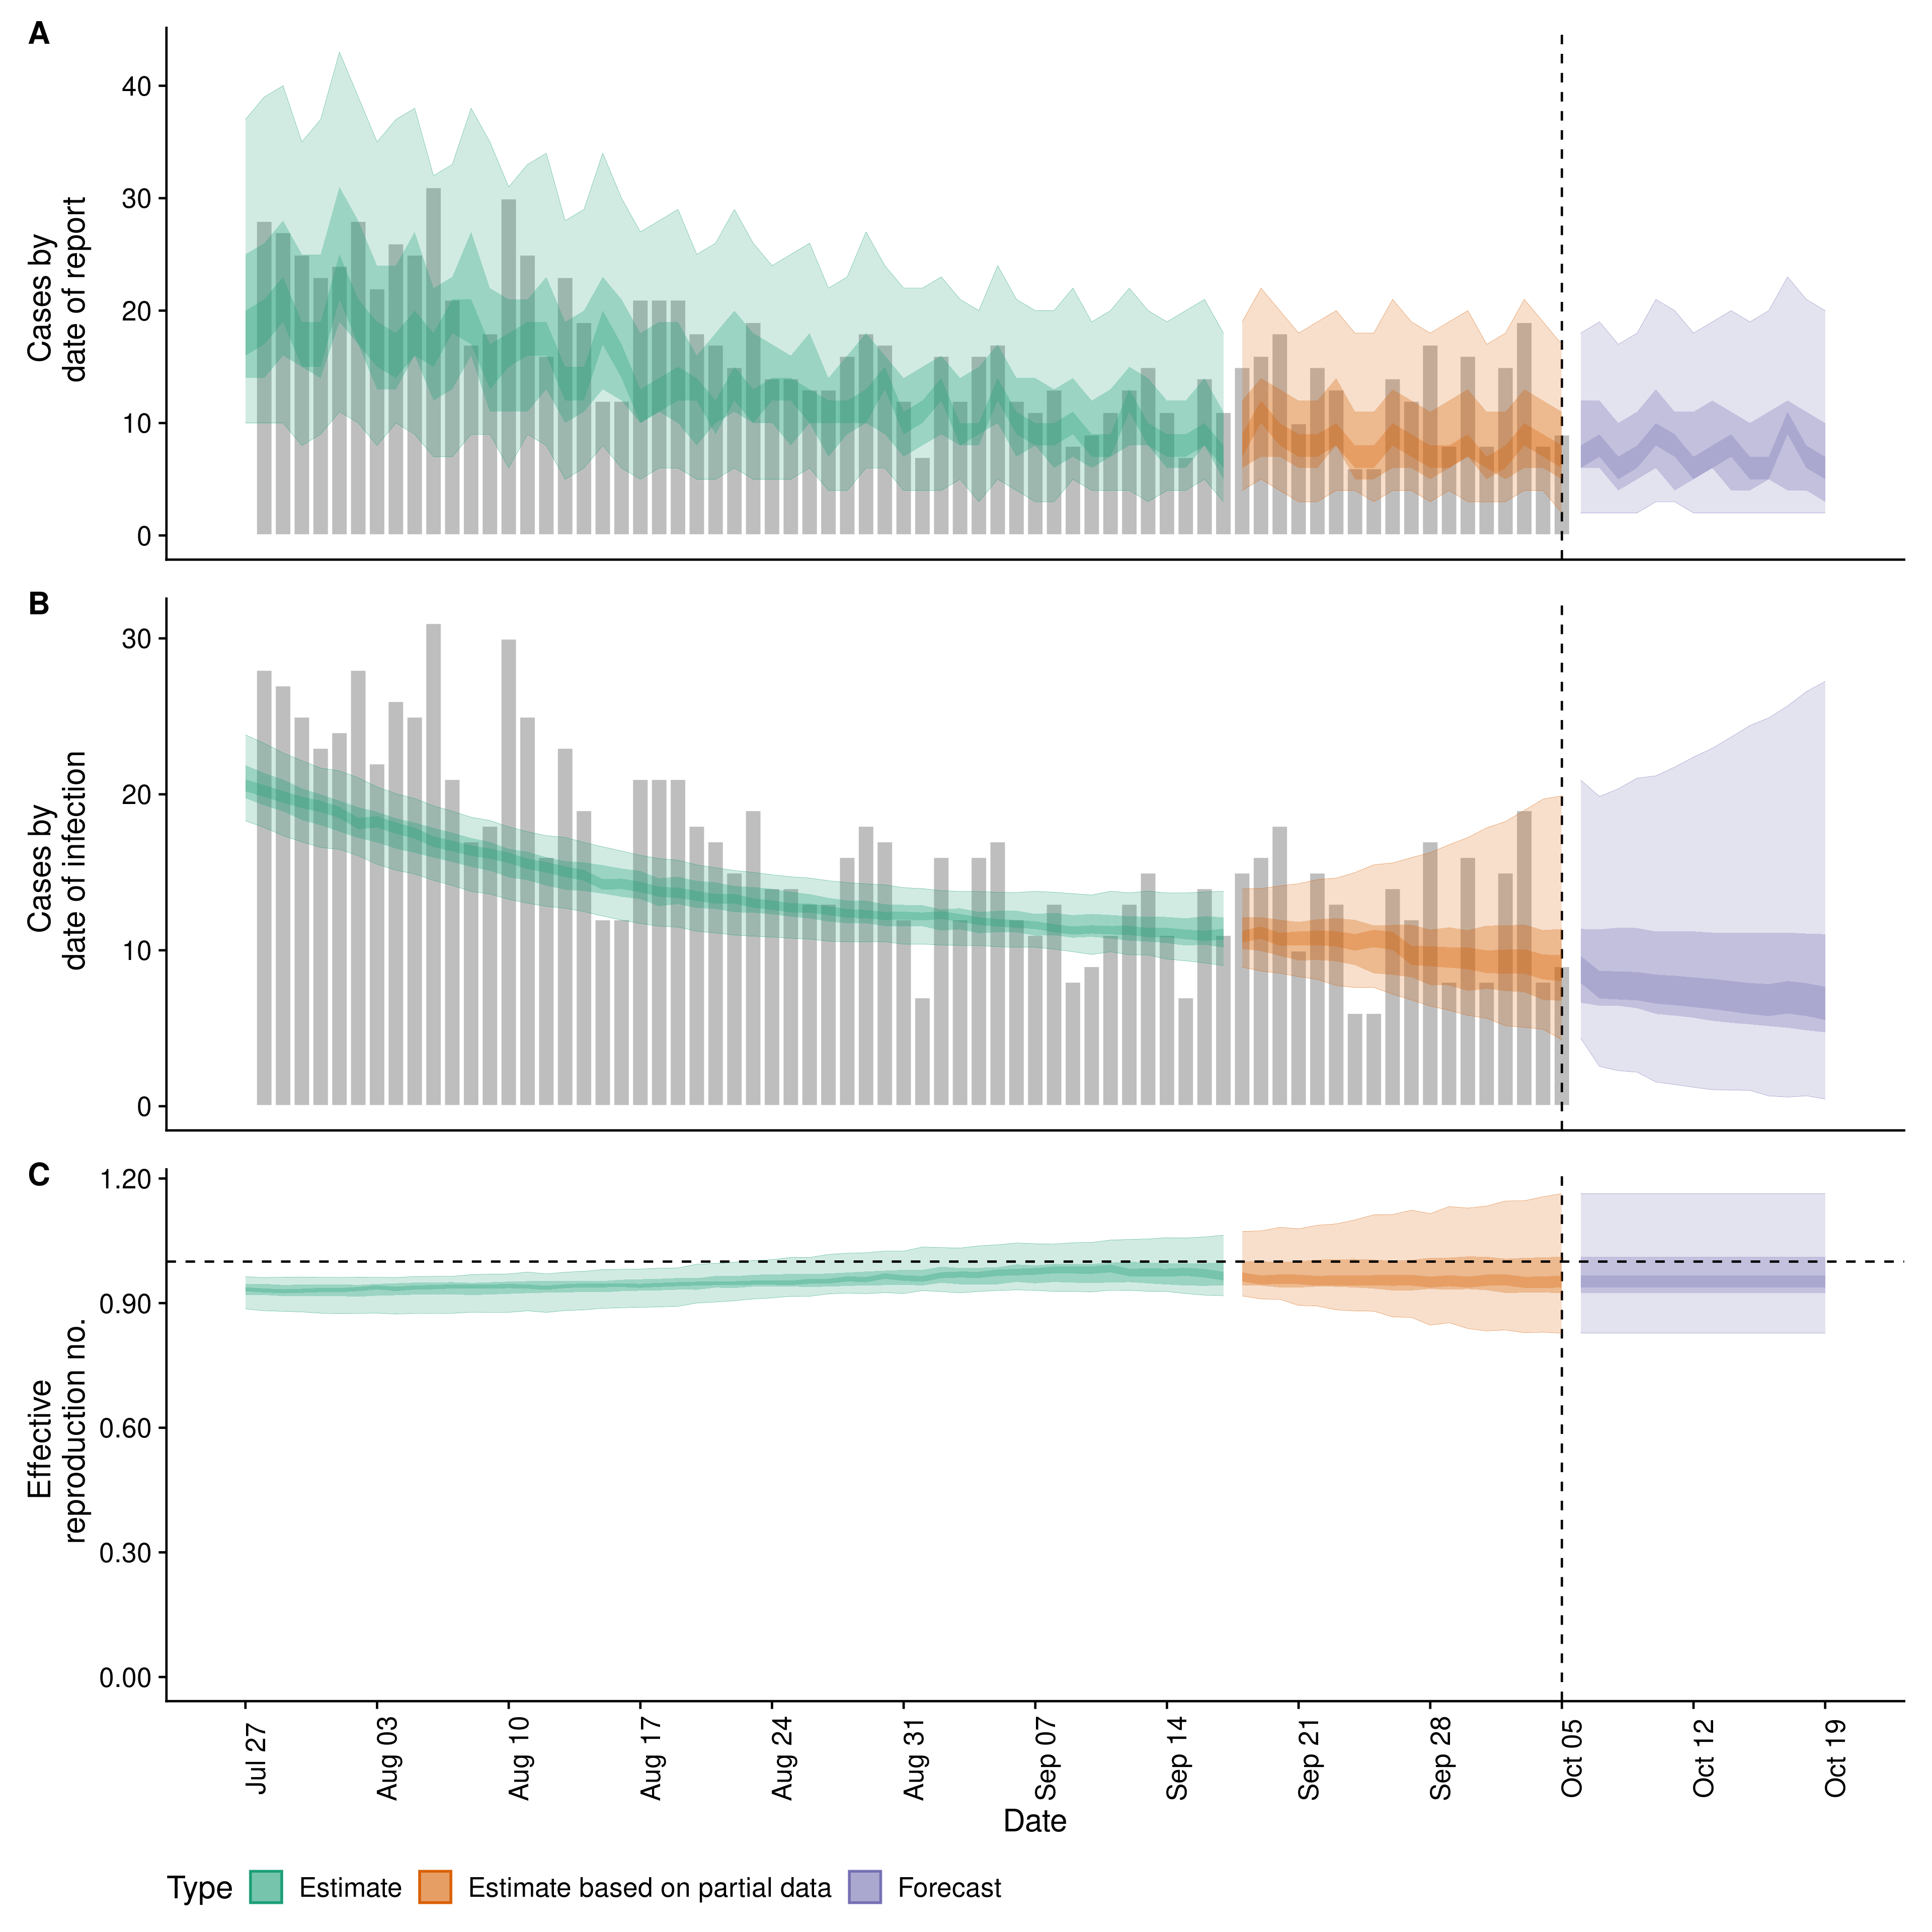 A
40
30
20
10
0
Cases by
date of report
B
30
20
10
0
Cases by
date of infection
C
1.20
0.90
0.60
0.30
0.00
Effective
reproduction no.
Jul 27
Aug 03
Aug 10
Aug 17
Aug 24
Aug 31
Sep 07
Sep 14
Sep 21
Sep 28
Oct 05
Oct 12
Oct 19
Date
Type Estimate Estimate based on partial data Forecast